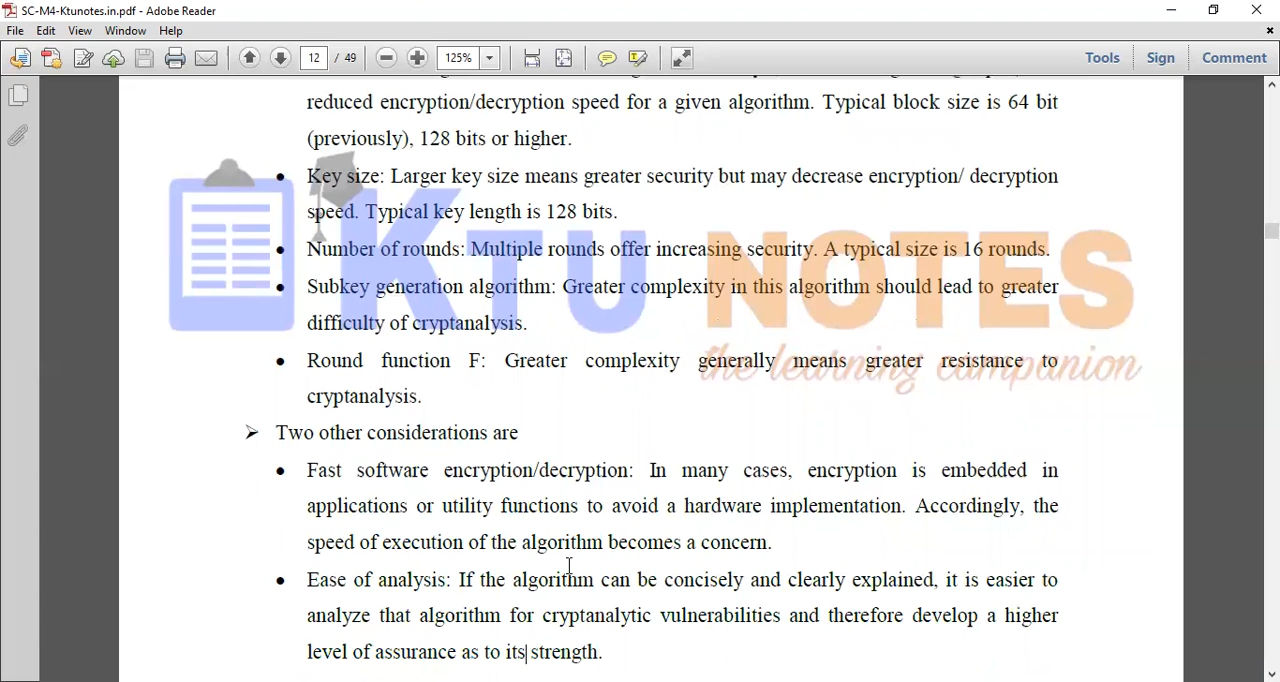 SC-M4-Ktunotes.in.pdf - Adobe Reader
File Edit View Window Help
12 / 49 125% Tools Sign Comment
reduced encryption/decryption speed for a given algorithm. Typical block size is 64 bit
(previously), 128 bits or higher.
• Key size: Larger key size means greater security but may decrease encryption/ decryption
speed. Typical key length is 128 bits.
• Number of rounds: Multiple rounds offer increasing security. A typical size is 16 rounds.
• Subkey generation algorithm: Greater complexity in this algorithm should lead to greater
difficulty of cryptanalysis.
• Round function F: Greater complexity generally means greater resistance to
cryptanalysis.
➢ Two other considerations are
• Fast software encryption/decryption: In many cases, encryption is embedded in
applications or utility functions to avoid a hardware implementation. Accordingly, the
speed of execution of the algorithm becomes a concern.
• Ease of analysis: If the algorithm can be concisely and clearly explained, it is easier to
analyze that algorithm for cryptanalytic vulnerabilities and therefore develop a higher
level of assurance as to its strength.
KTU NOTES
the learning companion